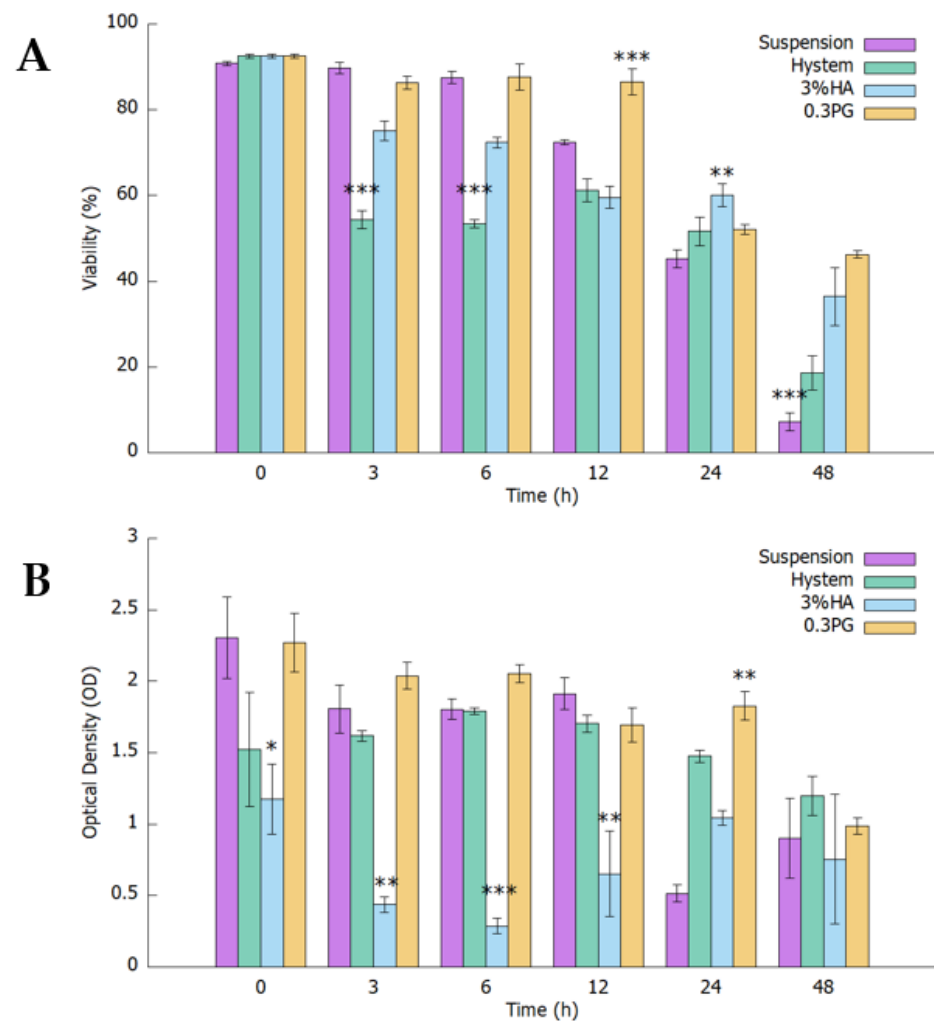 A
100
80
60
40
20
0
Viability (%)
Suspension
Hystem
3%HA
0.3PG
***
***
***
**
***
0
3
6
12
24
48
Time (h)
B
3
2.5
2
1.5
1
0.5
0
Optical Density (OD)
Suspension
Hystem
3%HA
0.3PG
*
**
***
**
**
0
3
6
12
24
48
Time (h)